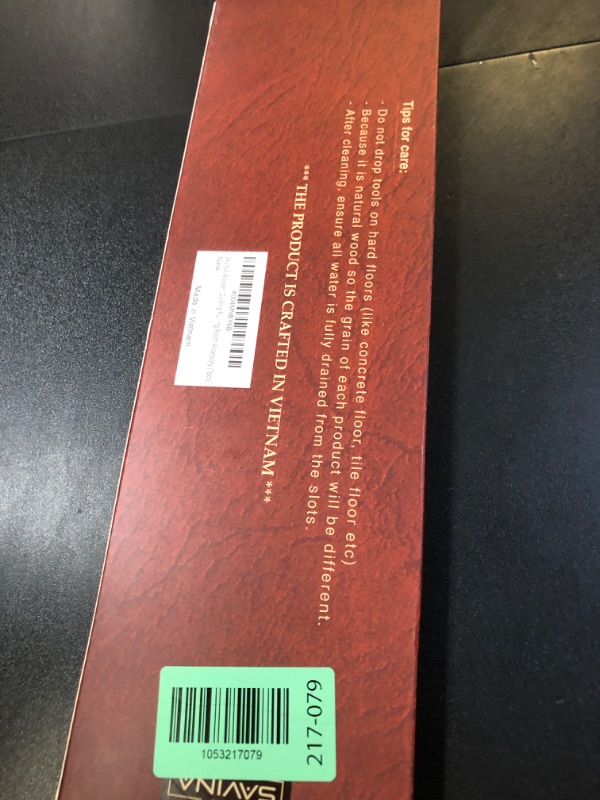 Tips for care:
· Do not drop tools on hard floors (like concrete floor, tile floor etc)
· Because it is natural wood so the grain of each product will be different.
· After cleaning, ensure all water is fully drained from the slots.
*** THE PRODUCT IS CRAFTED IN VIETNAM ***
New
Made in Vietnam
217-079
1053217079
SAVINA